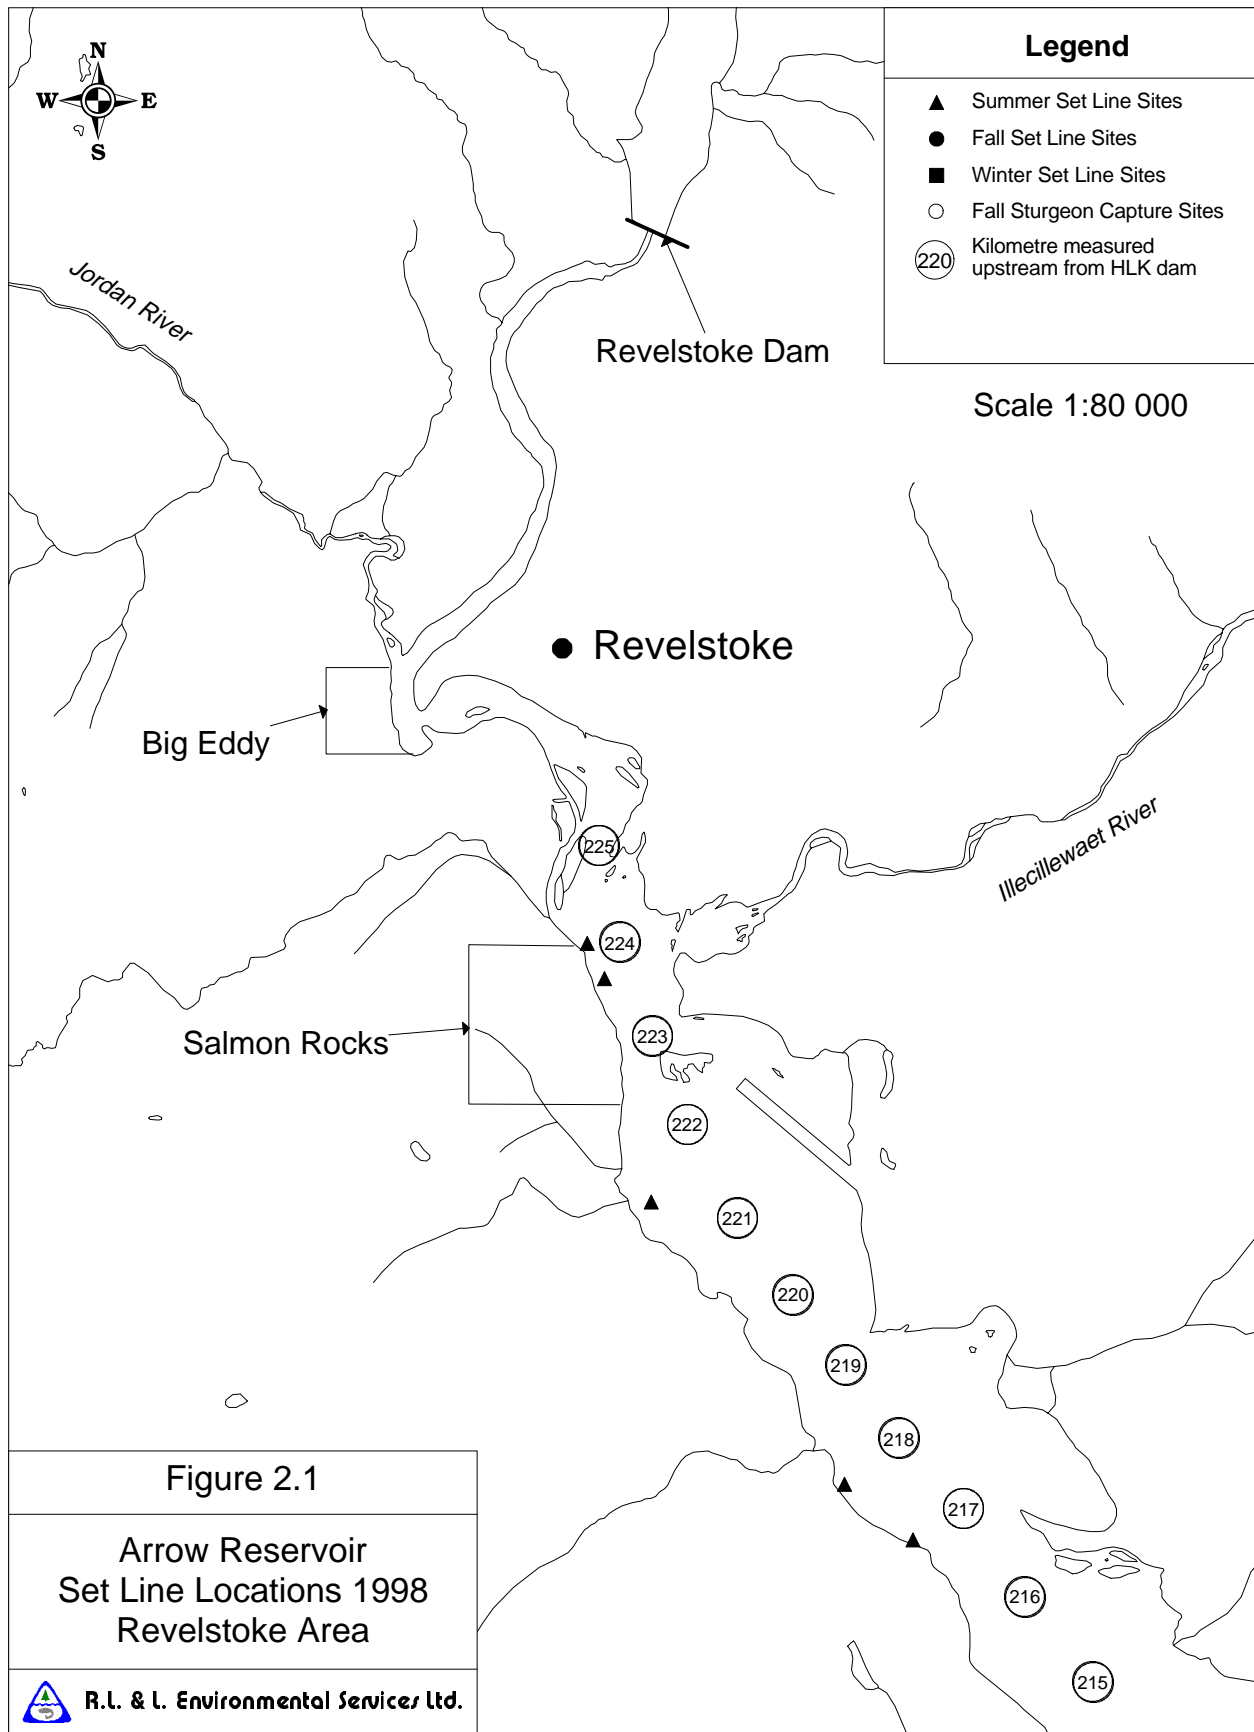 N
W E
S
Legend
Summer Set Line Sites
Fall Set Line Sites
Winter Set Line Sites
Fall Sturgeon Capture Sites
220 Kilometre measured
upstream from HLK dam
Scale 1:80 000
Jordan River
Revelstoke Dam
Revelstoke
Big Eddy
Illecillewaet River
225
224
Salmon Rocks
223
222
221
220
219
218
217
216
215
Figure 2.1
Arrow Reservoir
Set Line Locations 1998
Revelstoke Area
R.L. & L. Environmental Services Ltd.